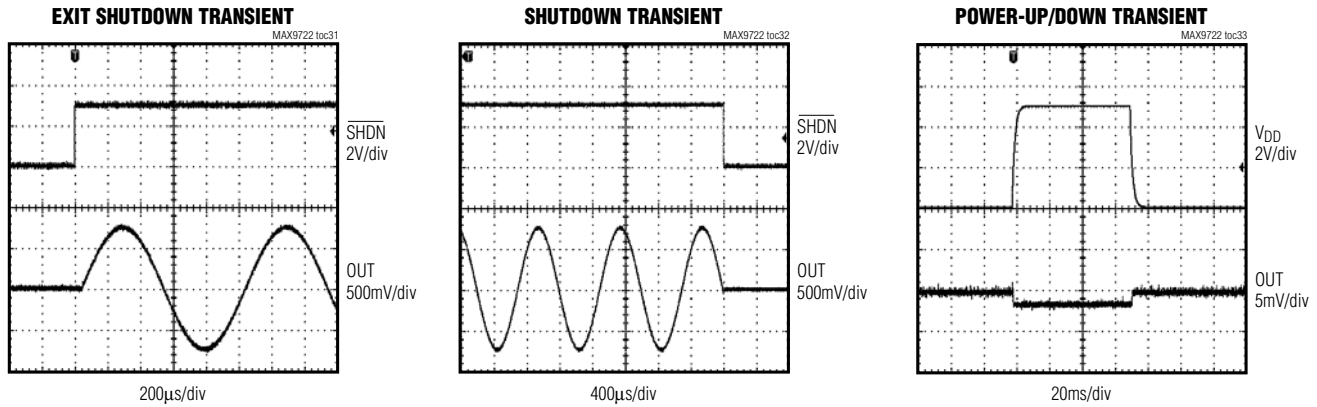 EXIT SHUTDOWN TRANSIENT
MAX9722 toc31
SHDN
2V/div
OUT
500mV/div
200µs/div
SHUTDOWN TRANSIENT
MAX9722 toc32
SHDN
2V/div
OUT
500mV/div
400µs/div
POWER-UP/DOWN TRANSIENT
MAX9722 toc33
VDD
2V/div
OUT
5mV/div
20ms/div